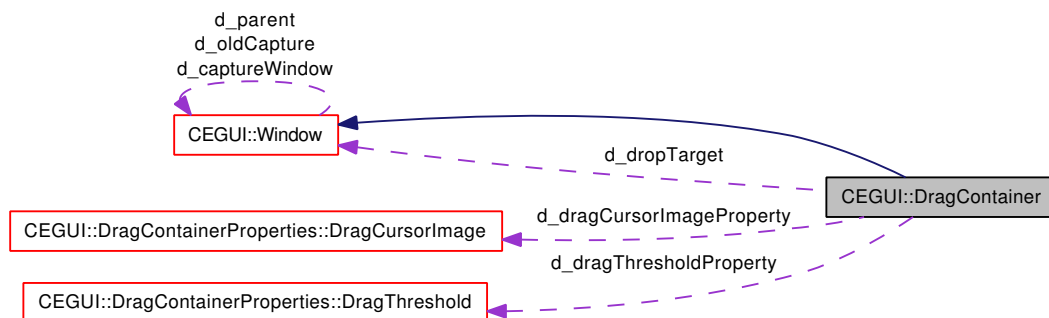 d_parent
d_oldCapture
d_captureWindow
CEGUI::Window
d_dropTarget
CEGUI::DragContainer
d_dragCursorImageProperty
CEGUI::DragContainerProperties::DragCursorImage
d_dragThresholdProperty
CEGUI::DragContainerProperties::DragThreshold